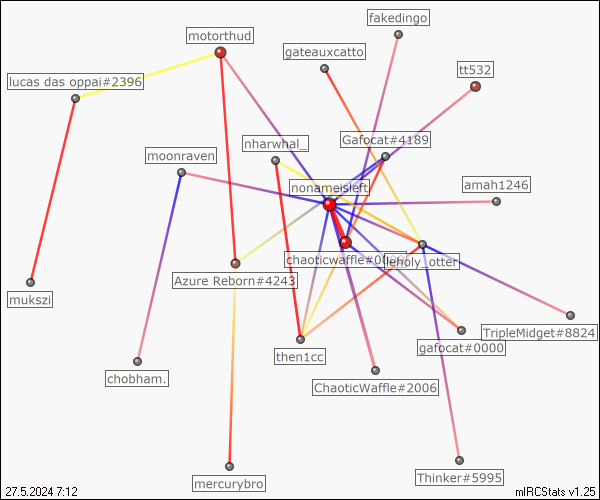 fakedingo
motorthud
gateauxcatto
tt532
lucas das oppai#2396
nharwhal_
Gafocat#4189
moonraven
nonameisleft
amah1246
chaoticwaffle#0000
leholy_otter
Azure Reborn#4243
mukszi
TripleMidget#8824
gafocat#0000
then1cc
chobham.
ChaoticWaffle#2006
Thinker#5995
mercurybro
27.5.2024 7:12
mIRCStats v1.25